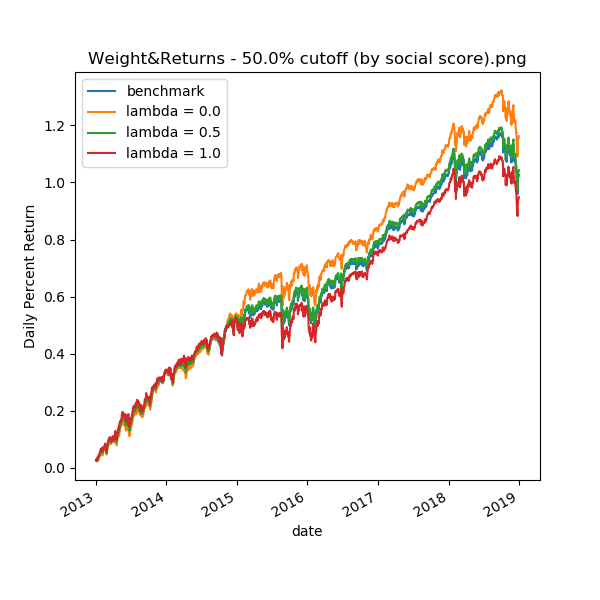 Weight&Returns - 50.0% cutoff (by social score).png
benchmark
lambda = 0.0
lambda = 0.5
lambda = 1.0
Daily Percent Return
1.2
1.0
0.8
0.6
0.4
0.2
0.0
2013
2014
2015
2016
2017
2018
2019
date